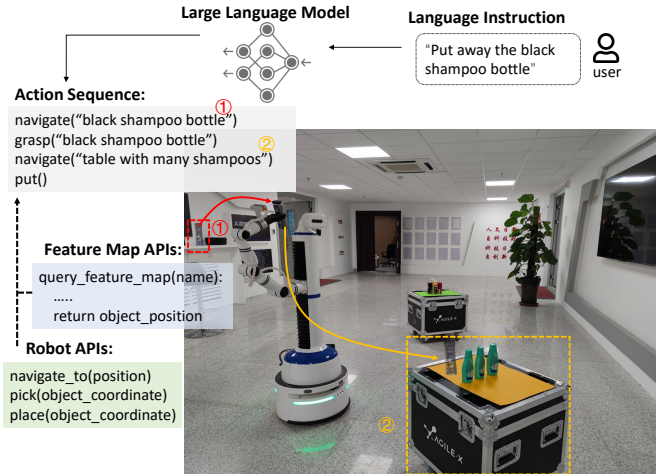 Large Language Model
Language Instruction
“Put away the black
shampoo bottle”
user
Action Sequence:
①
navigate(“black shampoo bottle”)
grasp(“black shampoo bottle”)
②
navigate(“table with many shampoos”)
put()
①
Feature Map APIs:
query_feature_map(name):
…..
return object_position
Robot APIs:
navigate_to(position)
pick(object_coordinate)
place(object_coordinate)
AGILE·X
②
AGILE·X